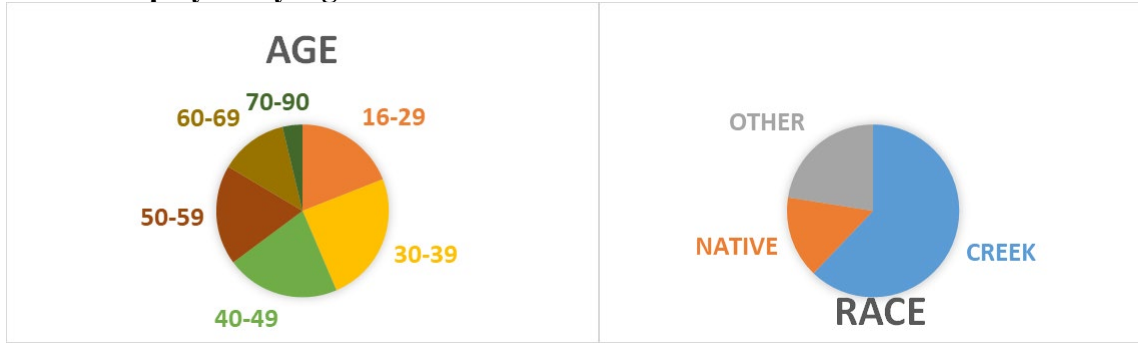 AGE
70-90
60-69
16-29
50-59
30-39
40-49
OTHER
NATIVE
CREEK
RACE